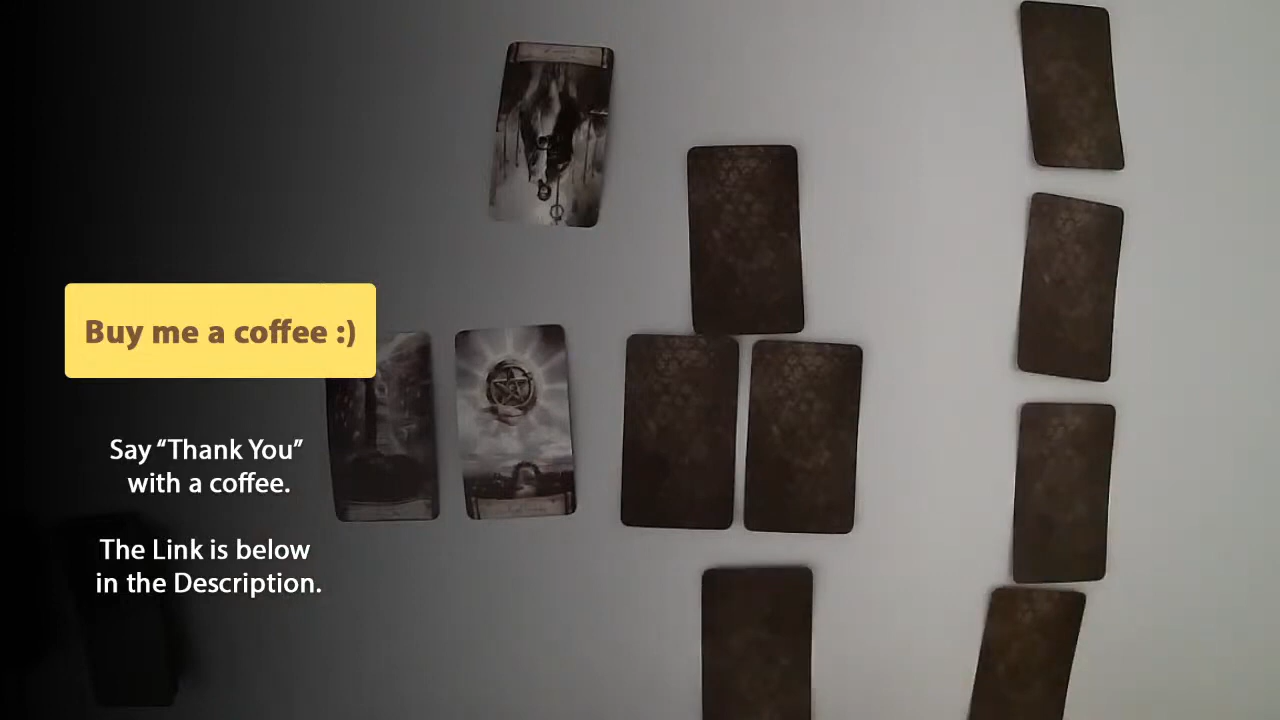 Buy me a coffee :)
Say “Thank You”
with a coffee.
The Link is below
in the Description.